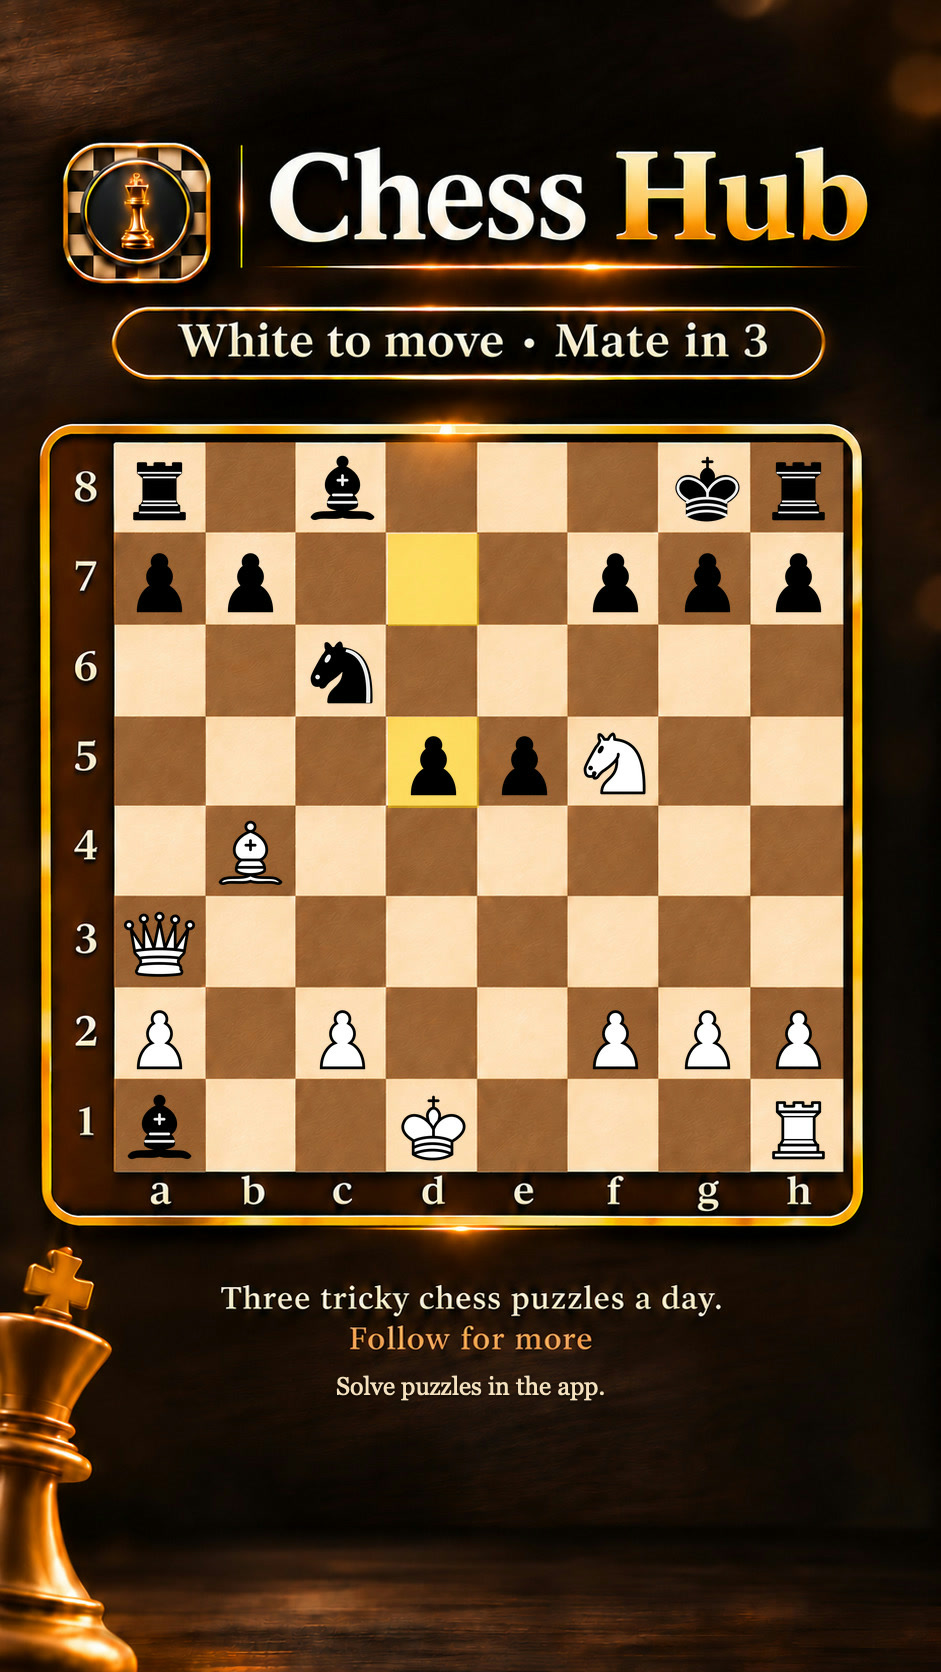 Chess Hub
White to move • Mate in 3
8
7
6
5
4
3
2
1
a b c d e f g h
Three tricky chess puzzles a day.
Follow for more
Solve puzzles in the app.